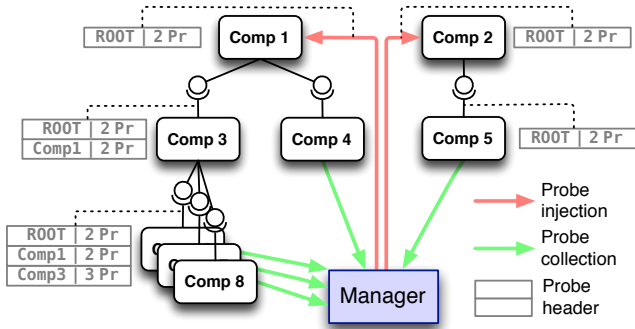 ROOT | 2 Pr
Comp 1
Comp 2
ROOT | 2 Pr
ROOT | 2 Pr
Comp1 | 2 Pr
Comp 3
Comp 4
Comp 5
ROOT | 2 Pr
ROOT | 2 Pr
Comp1 | 2 Pr
Comp3 | 3 Pr
Comp 8
Manager
Probe
injection
Probe
collection
Probe
header